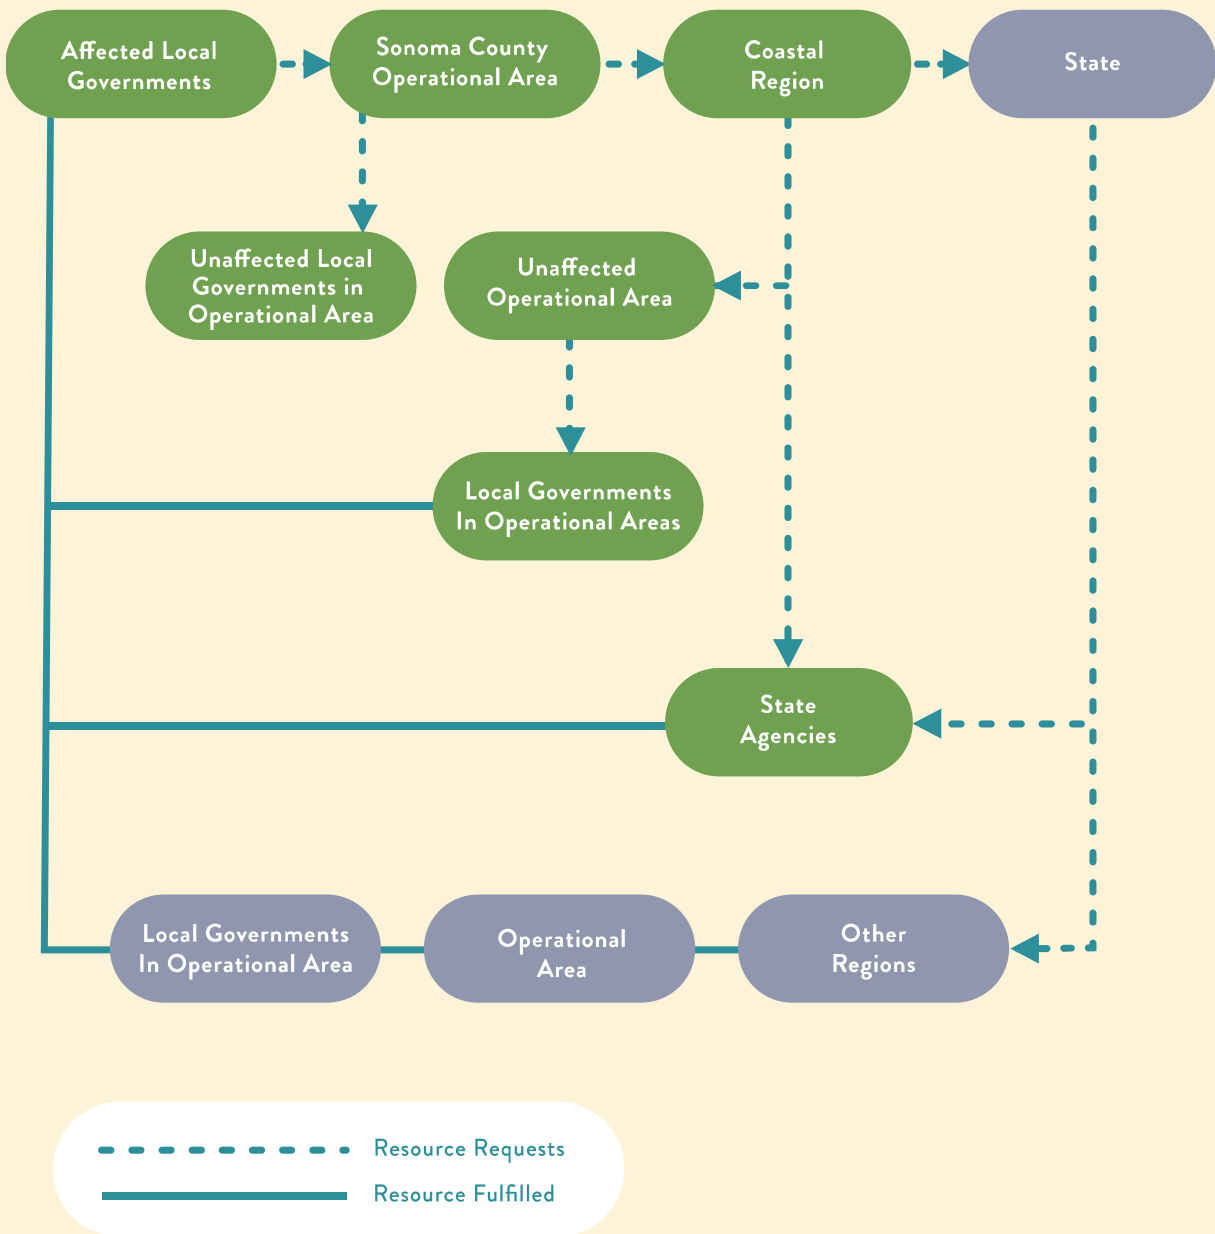 Affected Local
Governments
Sonoma County
Operational Area
Coastal
Region
State
Unaffected Local
Governments in
Operational Area
Unaffected
Operational Area
Local Governments
In Operational Areas
State
Agencies
Local Governments
In Operational Area
Operational
Area
Other
Regions
Resource Requests
Resource Fulfilled